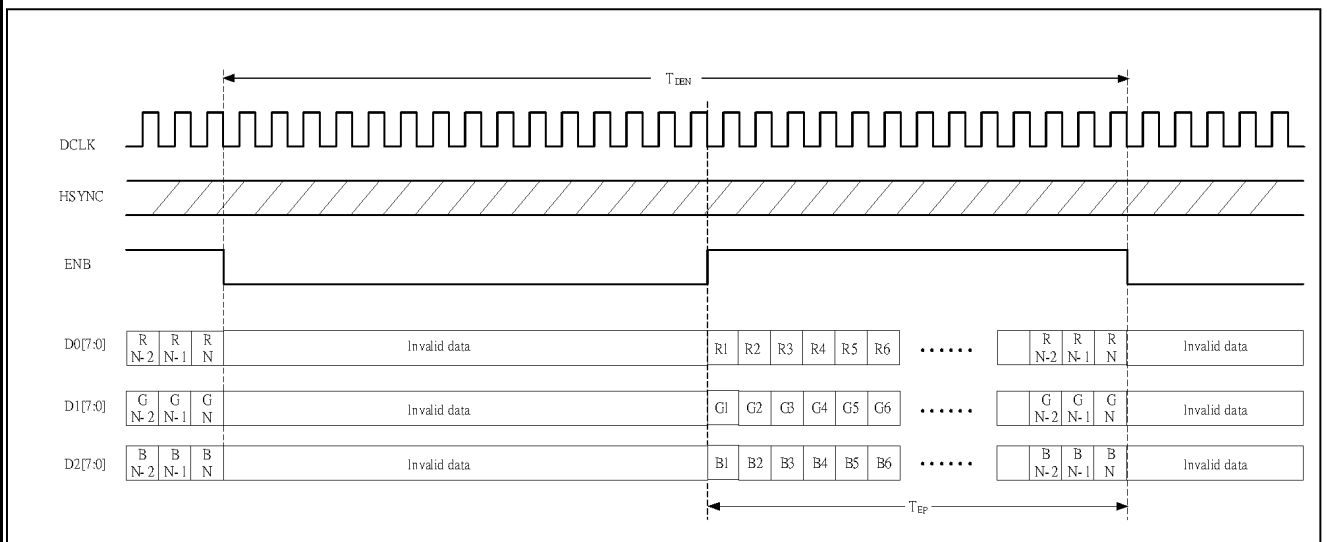 T_DEN
DCLK
HSYNC
ENB
D0[7:0] R N-2 R N-1 R N Invalid data R1 R2 R3 R4 R5 R6 ...... R N-2 R N-1 R N Invalid data
D1[7:0] G N-2 G N-1 G N Invalid data G1 G2 G3 G4 G5 G6 ...... G N-2 G N-1 G N Invalid data
D2[7:0] B N-2 B N-1 B N Invalid data B1 B2 B3 B4 B5 B6 ...... B N-2 B N-1 B N Invalid data
T_EP